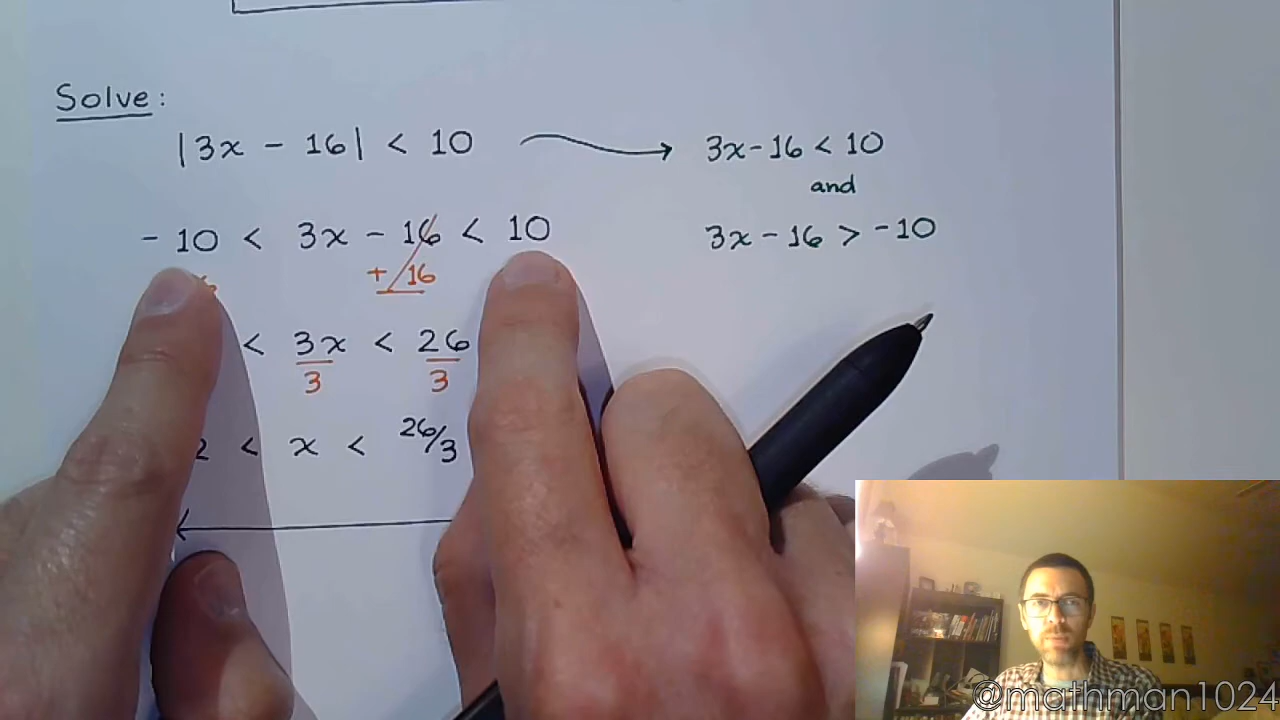 Solve:
|3x - 16| < 10
3x - 16 < 10
and
- 10 < 3x - 16 < 10
3x - 16 > -10
+ 16
< 3x < 26
3 3
2 < x < 26/3
@mathman1024